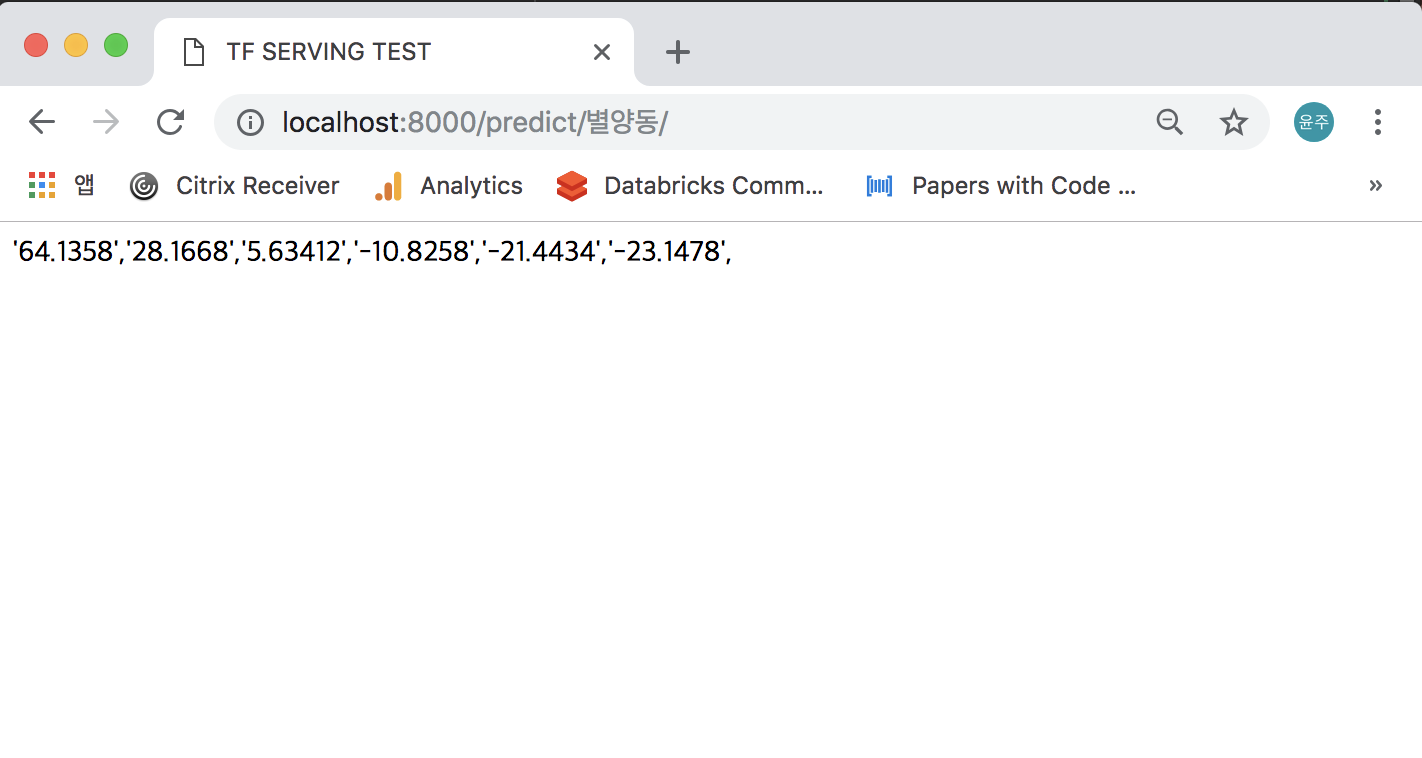 TF SERVING TEST
localhost:8000/predict/별양동/
윤주
앱 Citrix Receiver Analytics Databricks Comm... Papers with Code ... »
'64.1358','28.1668','5.63412','-10.8258','-21.4434','-23.1478',